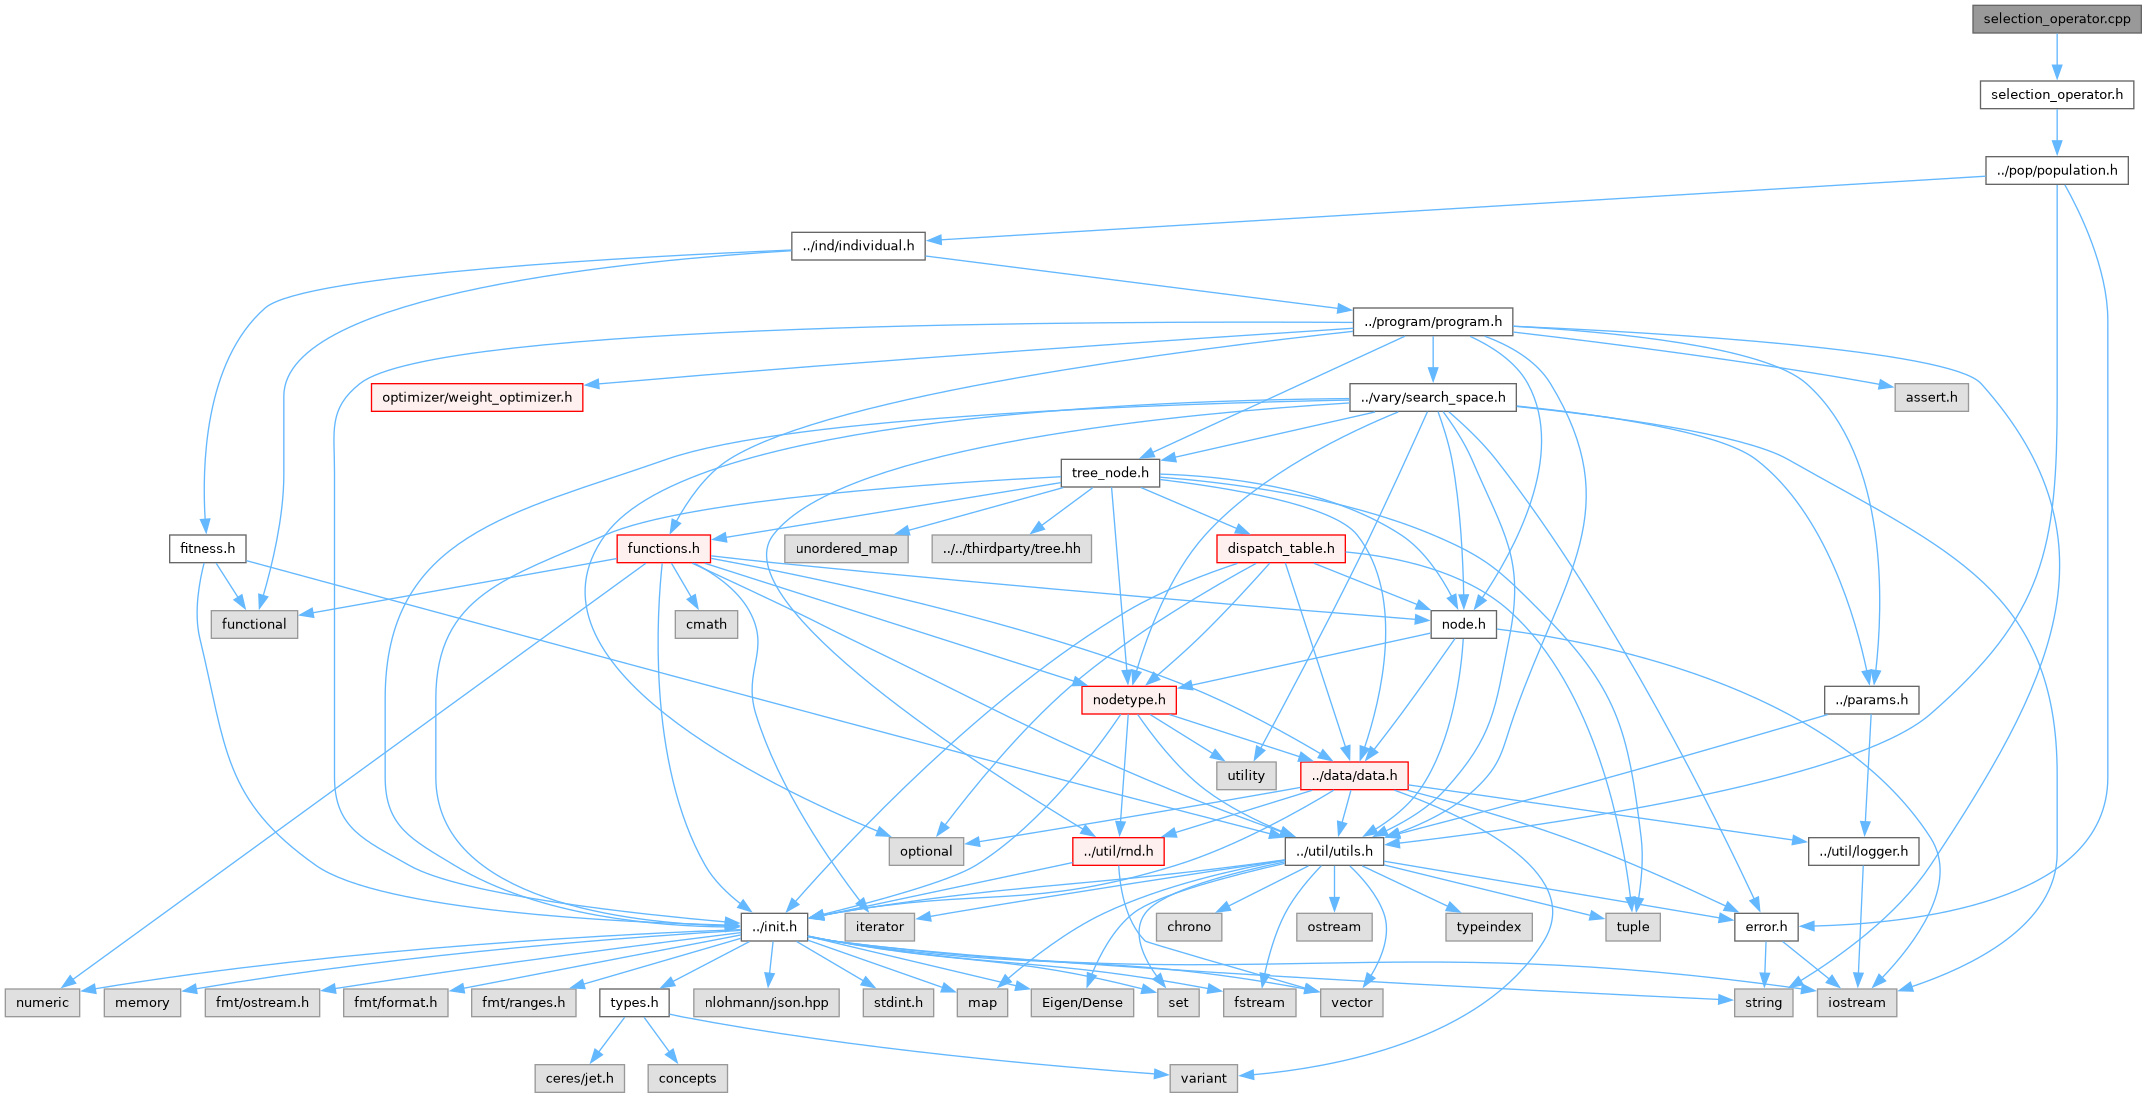 selection_operator.cpp
selection_operator.h
../pop/population.h
../ind/individual.h
../program/program.h
optimizer/weight_optimizer.h
../vary/search_space.h
assert.h
tree_node.h
fitness.h
functions.h
unordered_map
../../thirdparty/tree.hh
dispatch_table.h
functional
cmath
node.h
nodetype.h
../params.h
utility
../data/data.h
optional
../util/rnd.h
../util/utils.h
../util/logger.h
../init.h
iterator
chrono
ostream
typeindex
tuple
error.h
numeric
memory
fmt/ostream.h
fmt/format.h
fmt/ranges.h
types.h
nlohmann/json.hpp
stdint.h
map
Eigen/Dense
set
fstream
vector
string
iostream
ceres/jet.h
concepts
variant